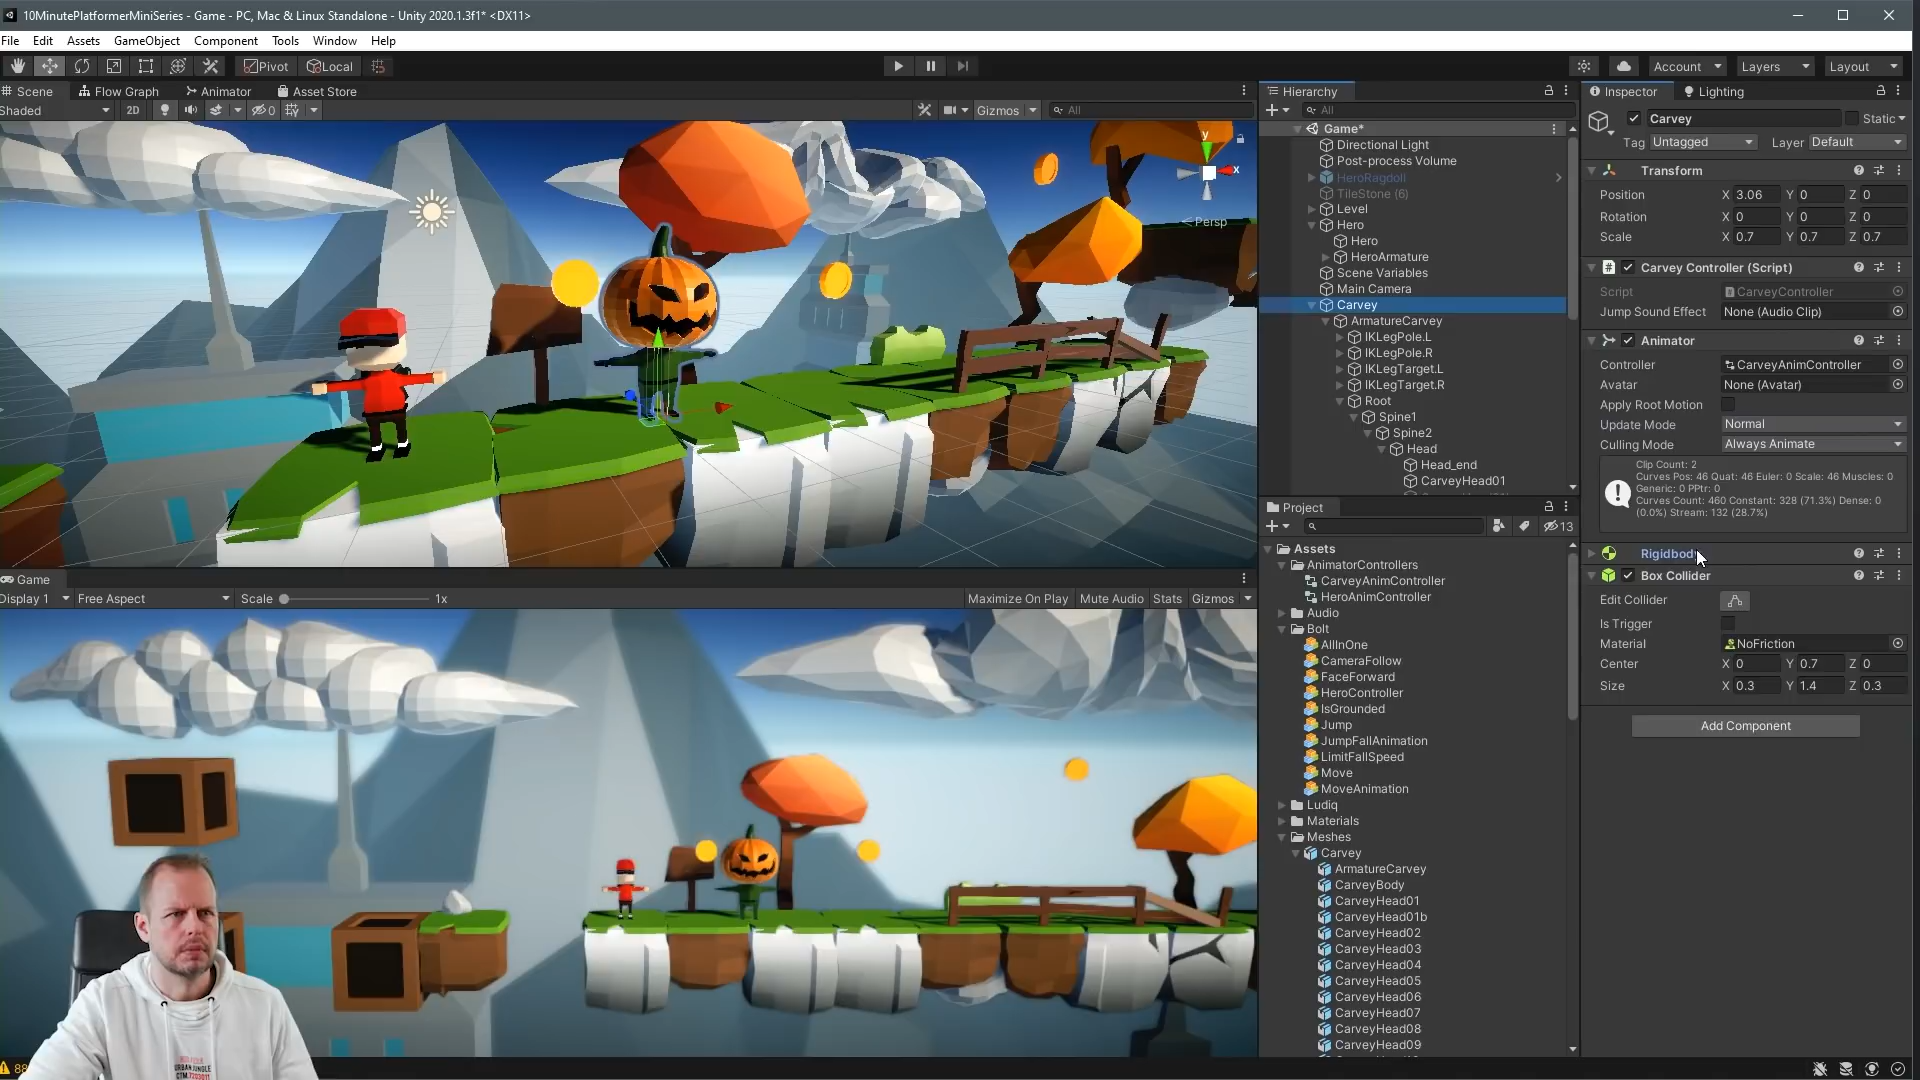 10MinutePlatformerMiniSeries - Game - PC, Mac & Linux Standalone - Unity 2020.1.3f1* <DX11>
File Edit Assets GameObject Component Tools Window Help
Pivot Local Account Layers Layout
Scene Flow Graph Animator Asset Store
Shaded 2D 0 Gizmos All
y
x
Persp
Game
Display 1 Free Aspect Scale 1x Maximize On Play Mute Audio Stats Gizmos
URBAN JUNGLE
88
Hierarchy
All
Game*
Directional Light
Post-process Volume
HeroRagdoll
TileStone (6)
Level
Hero
Hero
HeroArmature
Scene Variables
Main Camera
Carvey
ArmatureCarvey
IKLegPole.L
IKLegPole.R
IKLegTarget.L
IKLegTarget.R
Root
Spine1
Spine2
Head
Head_end
CarveyHead01
Project
13
Assets
AnimatorControllers
CarveyAnimController
HeroAnimController
Audio
Bolt
AllInOne
CameraFollow
FaceForward
HeroController
IsGrounded
Jump
JumpFallAnimation
LimitFallSpeed
Move
MoveAnimation
Ludiq
Materials
Meshes
Carvey
ArmatureCarvey
CarveyBody
CarveyHead01
CarveyHead01b
CarveyHead02
CarveyHead03
CarveyHead04
CarveyHead05
CarveyHead06
CarveyHead07
CarveyHead08
CarveyHead09
Inspector Lighting
Carvey Static
Tag Untagged Layer Default
Transform
Position X 3.06 Y 0 Z 0
Rotation X 0 Y 0 Z 0
Scale X 0.7 Y 0.7 Z 0.7
Carvey Controller (Script)
Script CarveyController
Jump Sound Effect None (Audio Clip)
Animator
Controller CarveyAnimController
Avatar None (Avatar)
Apply Root Motion
Update Mode Normal
Culling Mode Always Animate
Clip Count: 2
Curves Pos: 46 Quat: 46 Euler: 0 Scale: 46 Muscles: 0
Generic: 0 PPtr: 0
Curves Count: 460 Constant: 328 (71.3%) Dense: 0
(0.0%) Stream: 132 (28.7%)
Rigidbody
Box Collider
Edit Collider
Is Trigger
Material NoFriction
Center X 0 Y 0.7 Z 0
Size X 0.3 Y 1.4 Z 0.3
Add Component